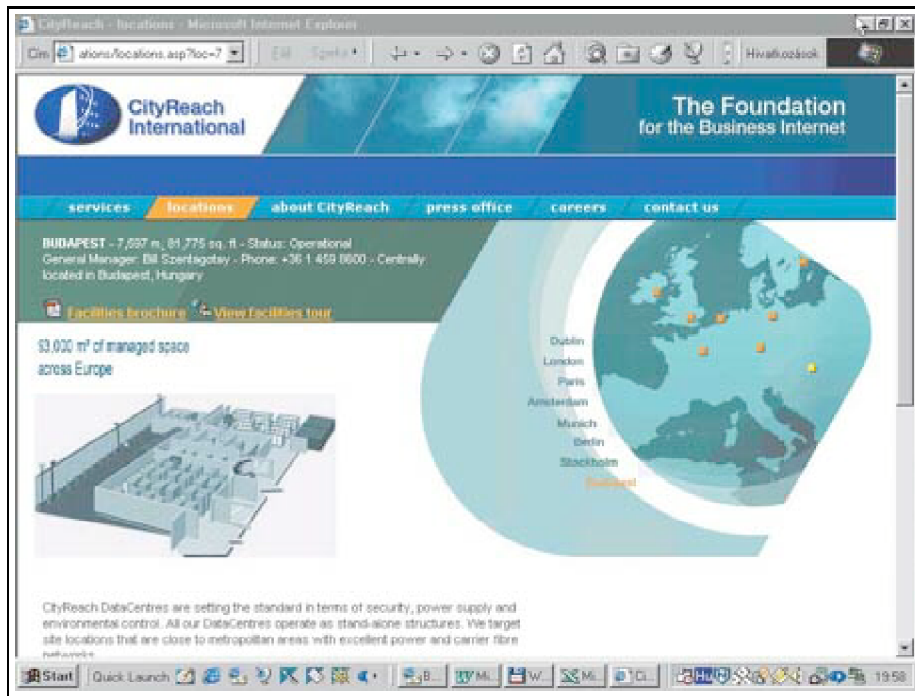 CityReach - locations - Microsoft Internet Explorer
Cím ations/locations.asp?loc=7 Hivatkozások
CityReach
International
The Foundation
for the Business Internet
services locations about CityReach press office careers contact us
BUDAPEST - 7,597 m, 81,775 sq. ft - Status: Operational
General Manager: Bill Szentagotay - Phone: +36 1 459 8600 - Centrally
located in Budapest, Hungary
Facilities brochure View facilities tour
93,000 m² of managed space
across Europe
Dublin
London
Paris
Amsterdam
Munich
Berlin
Stockholm
Budapest
CityReach DataCentres are setting the standard in terms of security, power supply and
environmental control. All our DataCentres operate as stand-alone structures. We target
site locations that are close to metropolitan areas with excellent power and carrier fibre
networks
Start Quick Launch B... Mi... W... Mi... Ci... Hu 19:58